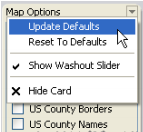 Map Options
Update Defaults
Reset To Defaults
Show Washout Slider
Hide Card
US County Borders
US County Names